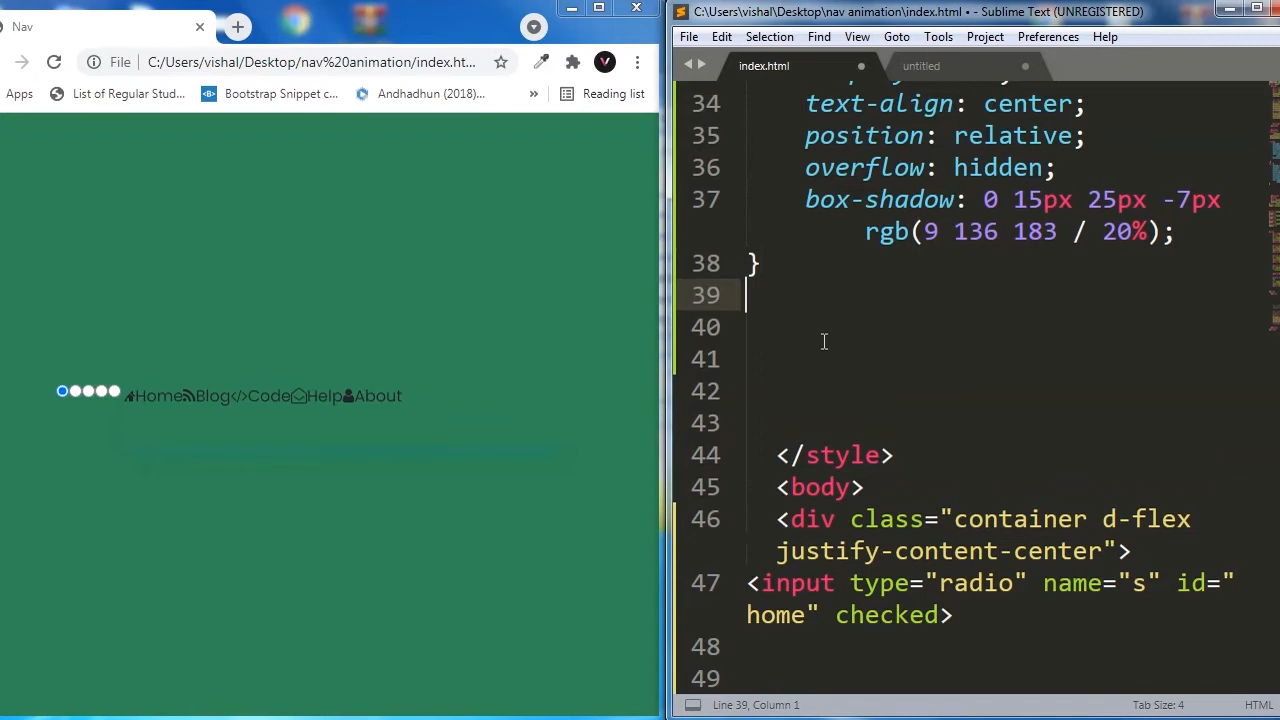 Nav
C:\Users\vishal\Desktop\nav animation\index.html • - Sublime Text (UNREGISTERED)
File Edit Selection Find View Goto Tools Project Preferences Help
File C:/Users/vishal/Desktop/nav%20animation/index.ht... V
index.html untitled
Apps List of Regular Stud... Bootstrap Snippet c... Andhadhun (2018)... » Reading list
34 text-align: center;
35 position: relative;
36 overflow: hidden;
37 box-shadow: 0 15px 25px -7px
rgb(9 136 183 / 20%);
38 }
39
40
41
42
43
44 </style>
45 <body>
46 <div class="container d-flex
justify-content-center">
47 <input type="radio" name="s" id="
home" checked>
48
49
Home Blog </> Code Help About
Line 39, Column 1 Tab Size: 4 HTML